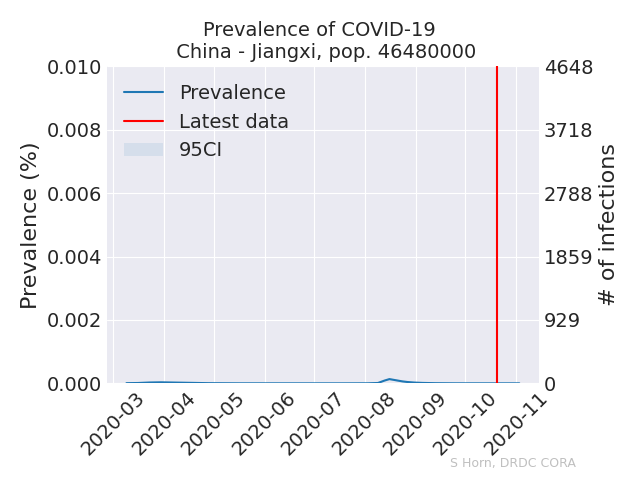 Prevalence of COVID-19
China - Jiangxi, pop. 46480000
Prevalence
Latest data
95CI
Prevalence (%)
0.010
0.008
0.006
0.004
0.002
0.000
4648
3718
2788
1859
929
0
# of infections
2020-03
2020-04
2020-05
2020-06
2020-07
2020-08
2020-09
2020-10
2020-11
S Horn, DRDC CORA